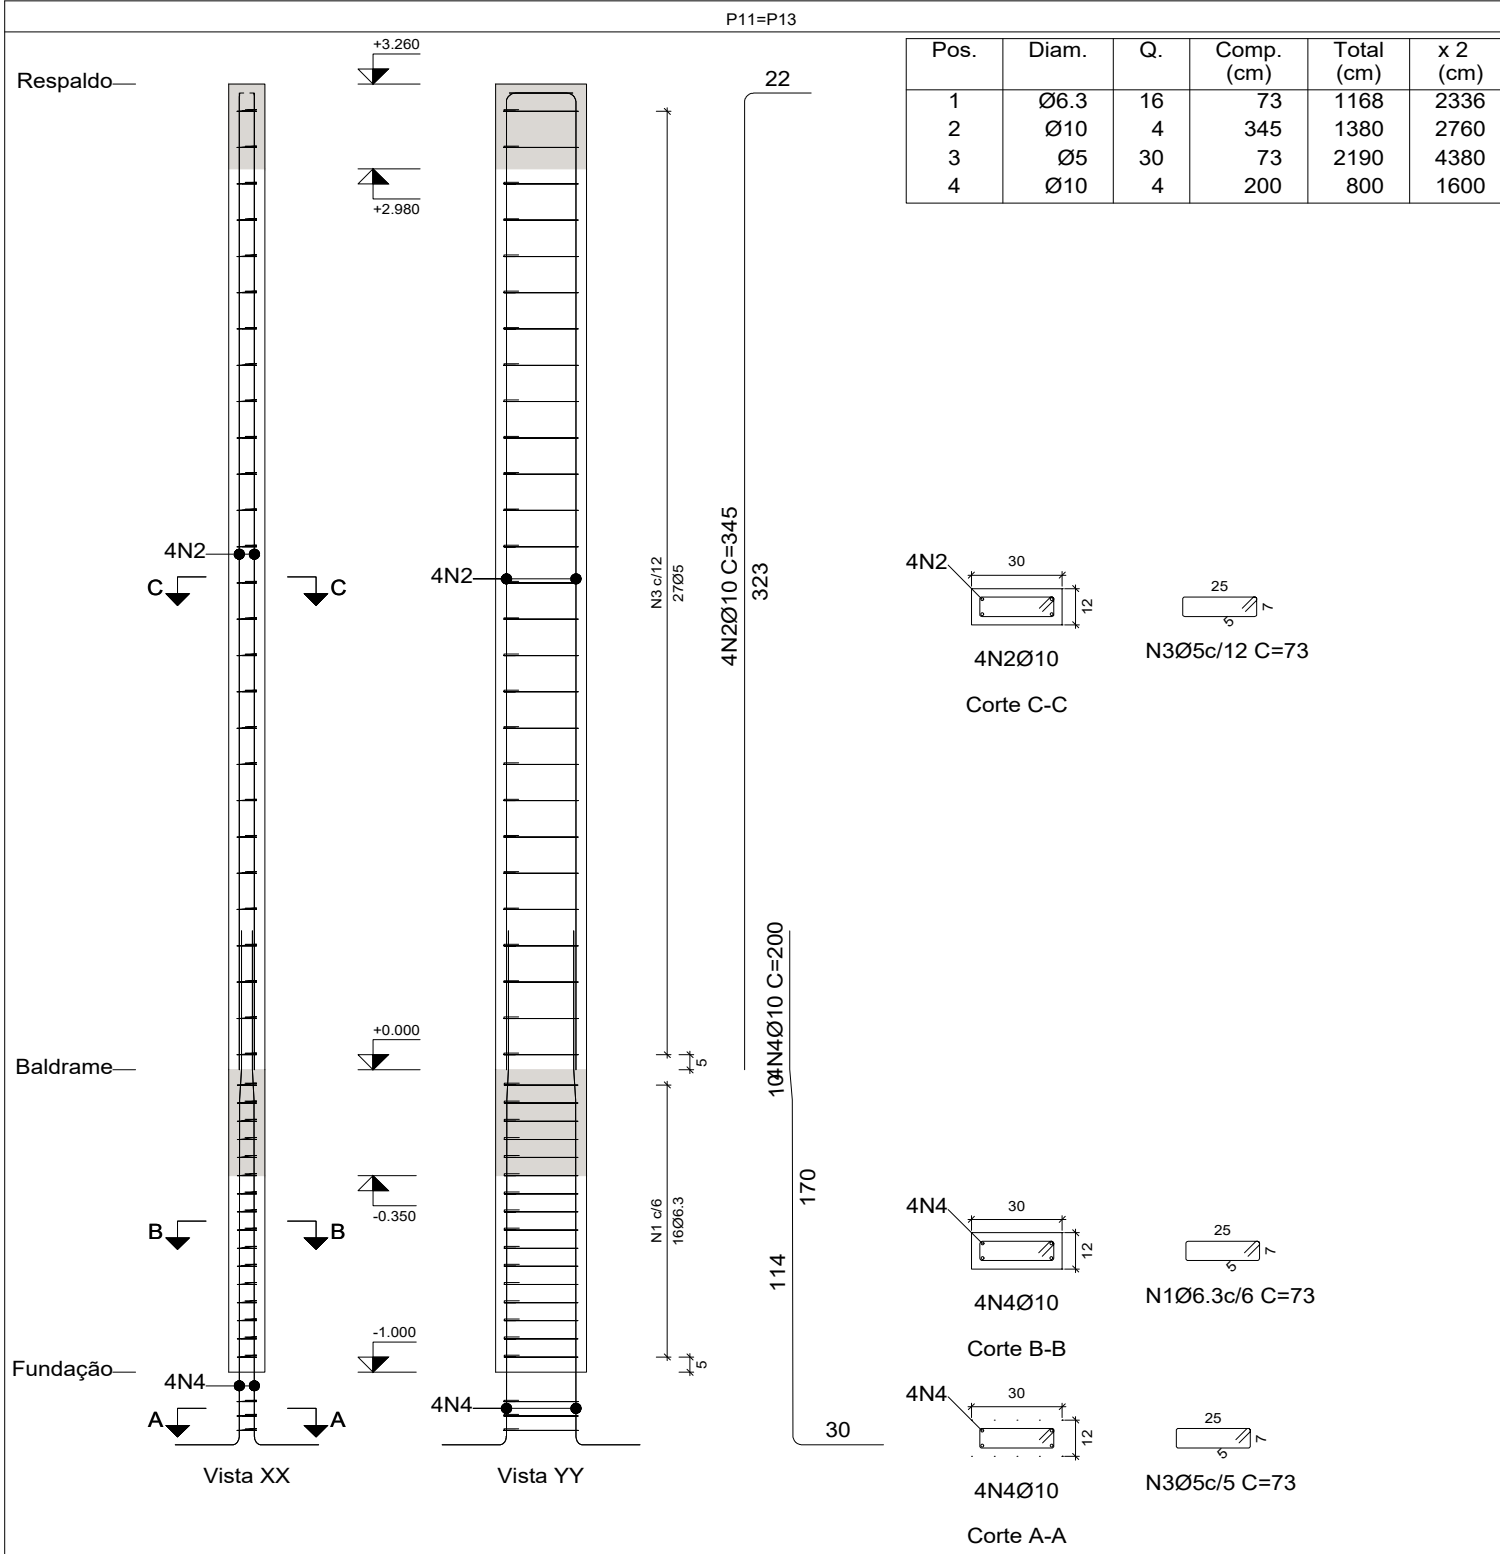 P11=P13
Pos. Diam. Q. Comp. (cm) Total (cm) x 2 (cm)
1 Ø6.3 16 73 1168 2336
2 Ø10 4 345 1380 2760
3 Ø5 30 73 2190 4380
4 Ø10 4 200 800 1600
Respaldo
+3.260
+2.980
22
4N2
C C
4N2
N3 c/12
27Ø5
4N2Ø10 C=345
323
4N2
30
12
4N2Ø10
Corte C-C
25
7
5
N3Ø5c/12 C=73
Baldrame
+0.000
5
4N4Ø10 C=200
10
-0.350
B B
N1 c/6
16Ø6.3
170
114
4N4
30
12
4N4Ø10
Corte B-B
25
7
5
N1Ø6.3c/6 C=73
-1.000
Fundação
5
4N4
A A
4N4
30
4N4
30
12
4N4Ø10
Corte A-A
25
7
5
N3Ø5c/5 C=73
Vista XX
Vista YY